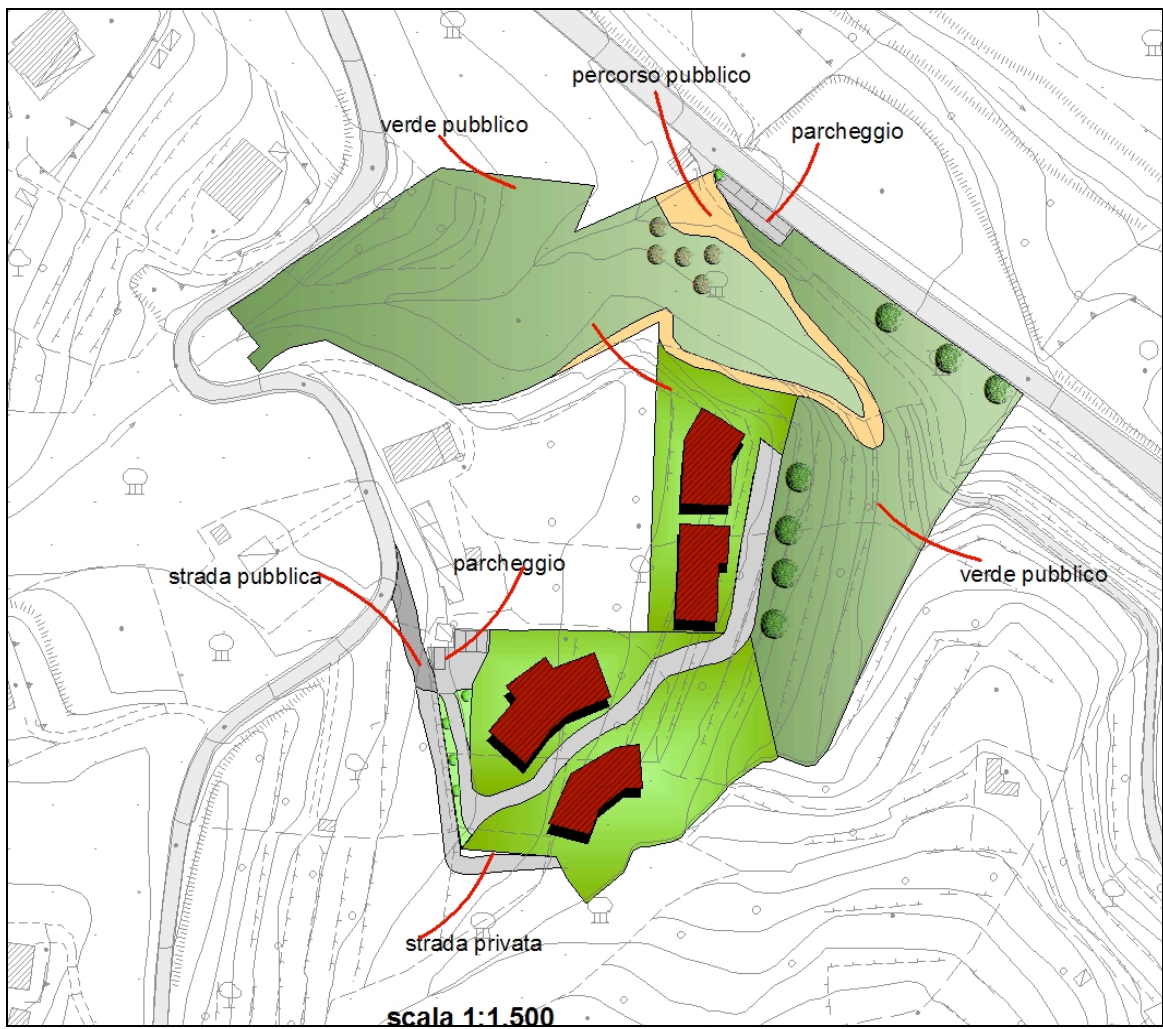 percorso pubblico
verde pubblico
parcheggio
strada pubblica
parcheggio
verde pubblico
strada privata
scala 1:1.500